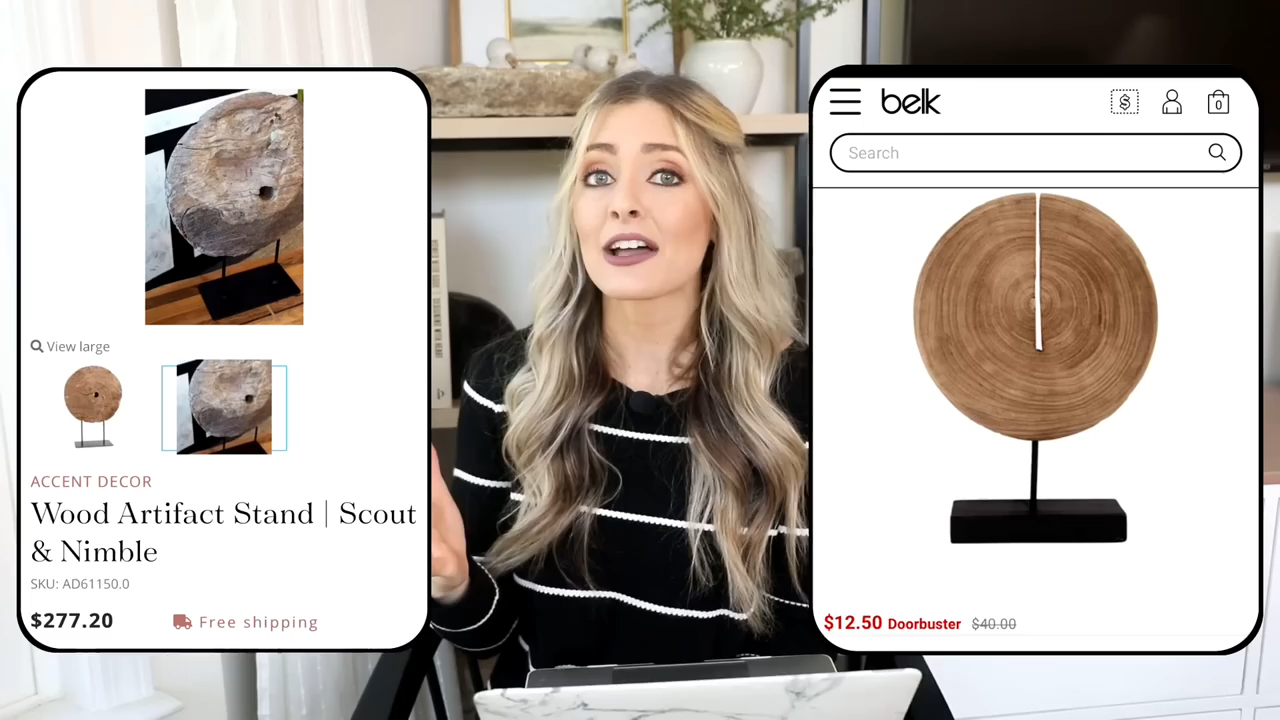 View large
ACCENT DECOR
Wood Artifact Stand | Scout
& Nimble
SKU: AD61150.0
$277.20
Free shipping
belk
$
0
Search
$12.50 Doorbuster $40.00